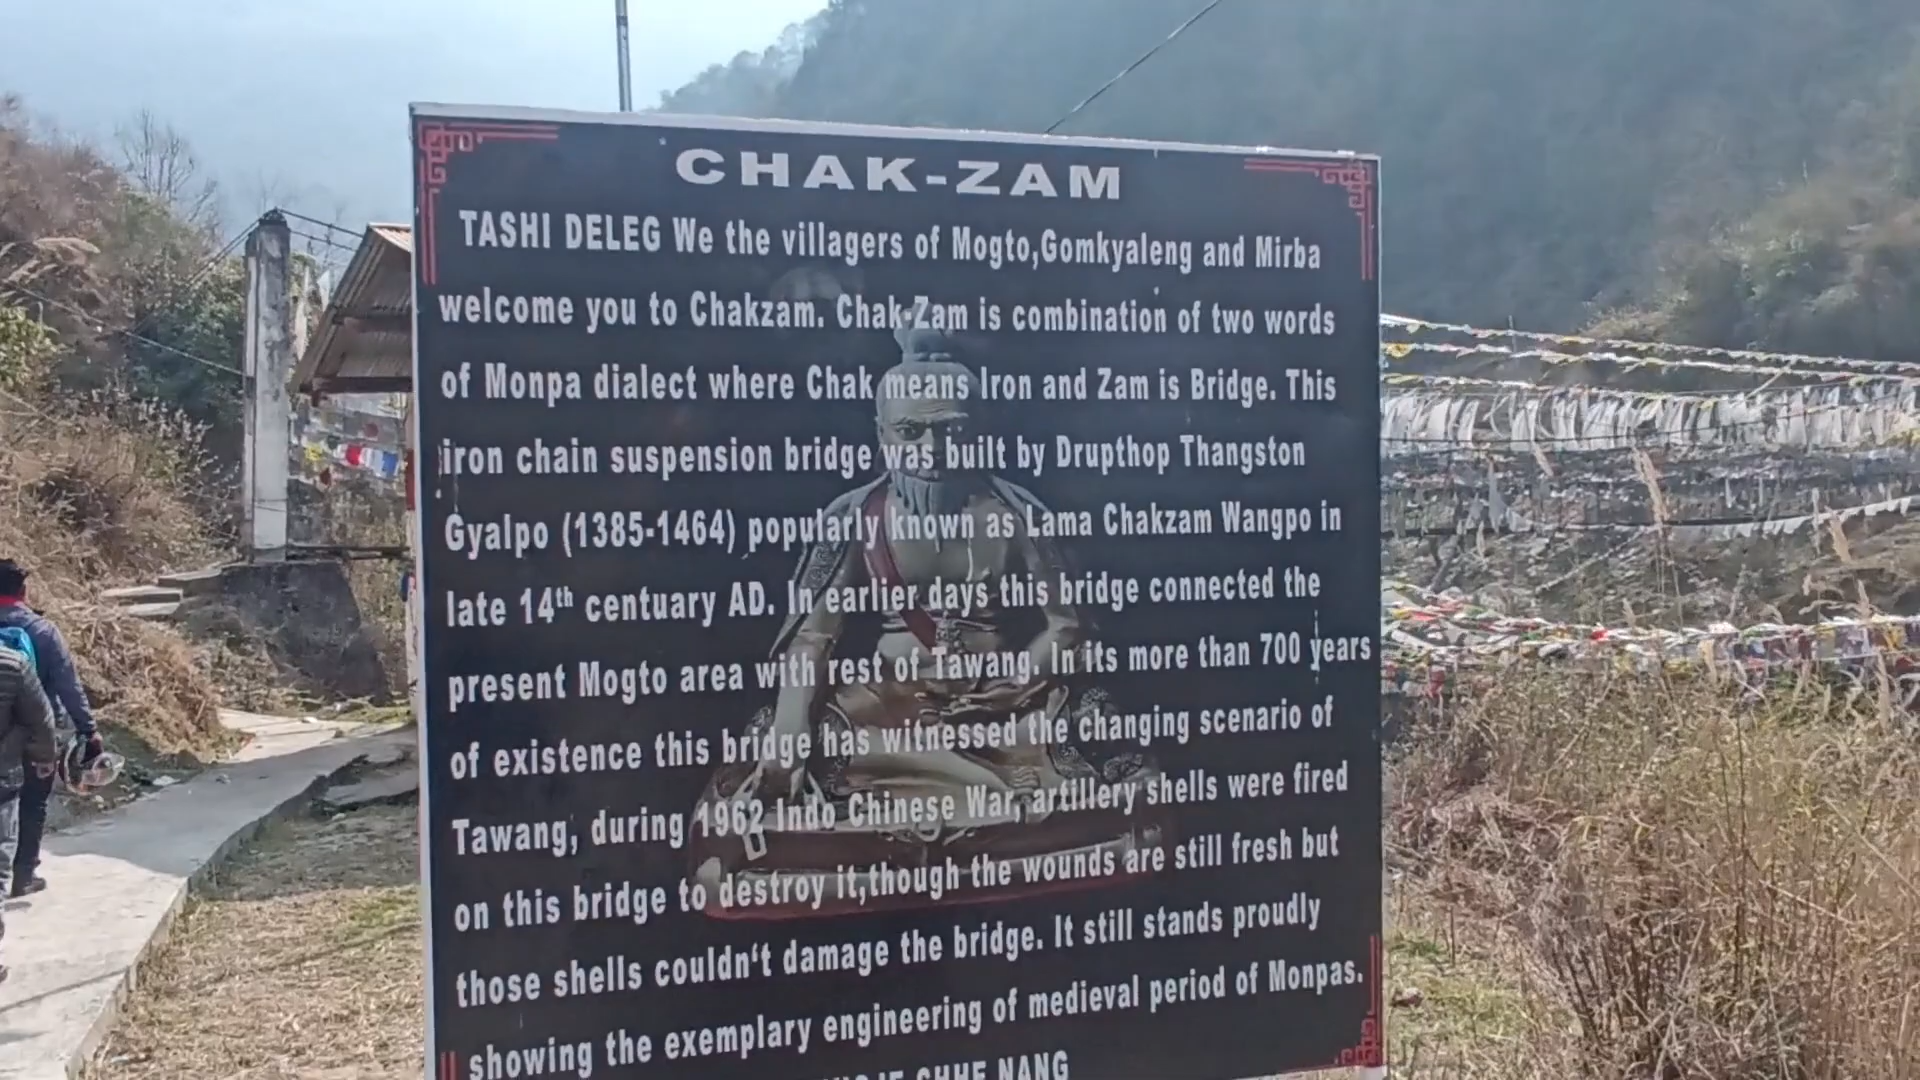 CHAK-ZAM
TASHI DELEG We the villagers of Mogto,Gomkyaleng and Mirba
welcome you to Chakzam. Chak-Zam is combination of two words
of Monpa dialect where Chak means Iron and Zam is Bridge. This
iron chain suspension bridge was built by Drupthop Thangston
Gyalpo (1385-1464) popularly known as Lama Chakzam Wangpo in
late 14th centuary AD. In earlier days this bridge connected the
present Mogto area with rest of Tawang. In its more than 700 years
of existence this bridge has witnessed the changing scenario of
Tawang, during 1962 Indo Chinese War, artillery shells were fired
on this bridge to destroy it,though the wounds are still fresh but
those shells couldn't damage the bridge. It still stands proudly
showing the exemplary engineering of medieval period of Monpas.
CHHE NANG